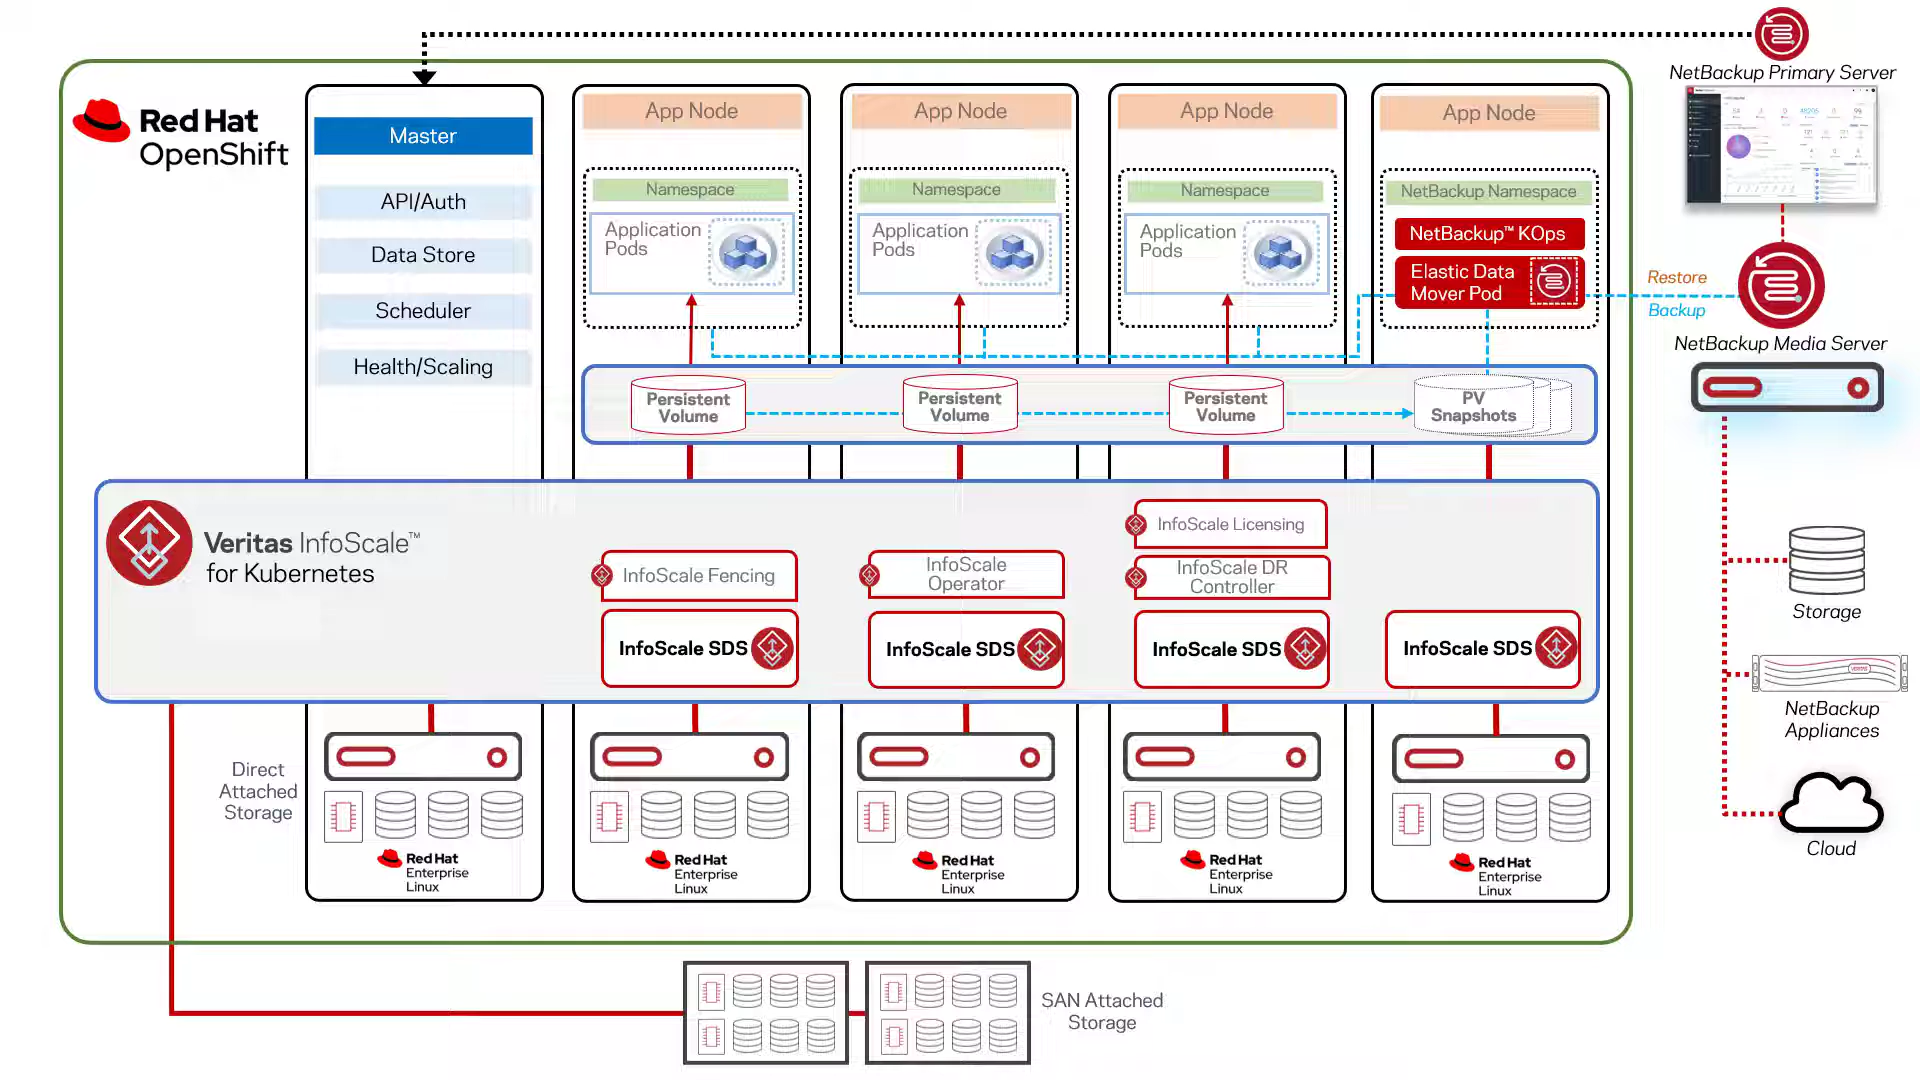 NetBackup Primary Server
Red Hat
OpenShift
Master
API/Auth
Data Store
Scheduler
Health/Scaling
App Node
Namespace
Application
Pods
App Node
Namespace
Application
Pods
App Node
Namespace
Application
Pods
App Node
NetBackup Namespace
NetBackup™ KOps
Elastic Data
Mover Pod
Restore
Backup
NetBackup Media Server
Persistent
Volume
Persistent
Volume
Persistent
Volume
PV
Snapshots
Veritas InfoScale™
for Kubernetes
InfoScale Fencing
InfoScale SDS
InfoScale
Operator
InfoScale SDS
InfoScale Licensing
InfoScale DR
Controller
InfoScale SDS
InfoScale SDS
Storage
NetBackup
Appliances
Cloud
Direct
Attached
Storage
Red Hat
Enterprise
Linux
Red Hat
Enterprise
Linux
Red Hat
Enterprise
Linux
Red Hat
Enterprise
Linux
Red Hat
Enterprise
Linux
SAN Attached
Storage